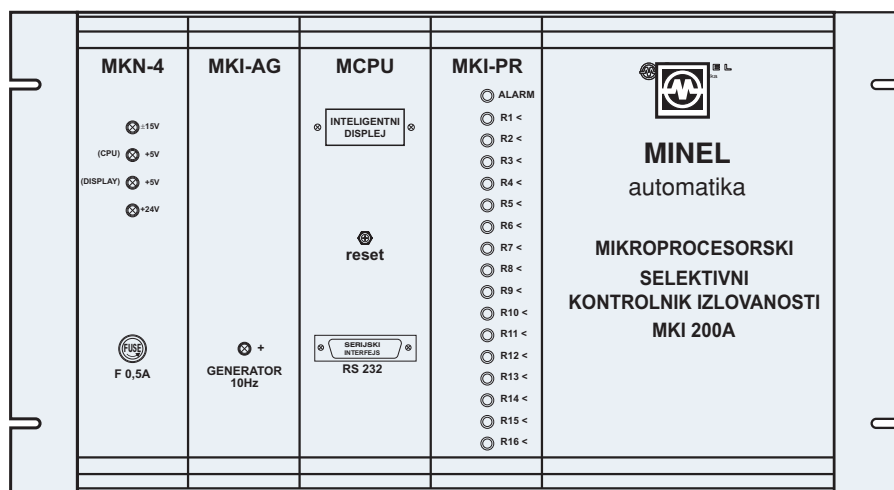 MKN-4
±15V
(CPU) +5V
(DISPLAY) +5V
+24V
FUSE
F 0,5A
MKI-AG
+
GENERATOR
10Hz
MCPU
INTELIGENTNI
DISPLEJ
reset
SERIJSKI
INTERFEJS
RS 232
MKI-PR
ALARM
R1 <
R2 <
R3 <
R4 <
R5 <
R6 <
R7 <
R8 <
R9 <
R10 <
R11 <
R12 <
R13 <
R14 <
R15 <
R16 <
MINEL
automatika
MIKROPROCESORSKI
SELEKTIVNI
KONTROLNIK IZLOVANOSTI
MKI 200A